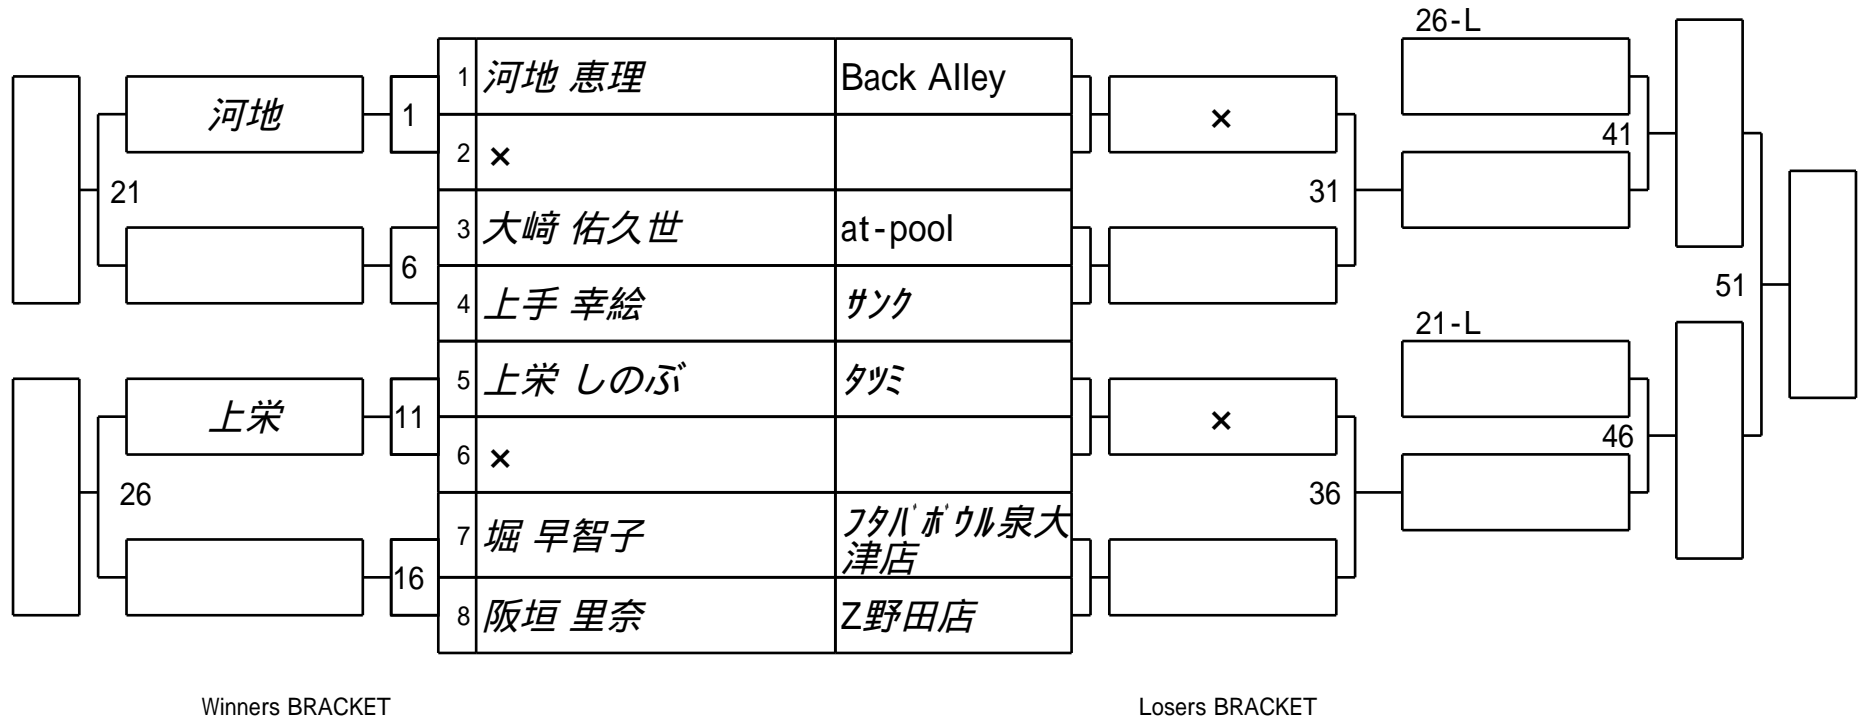 26-L
1 河地 恵理 Back Alley
河地 1 × 41
2 ×
21 31
3 大﨑 佑久世 at-pool
6
4 上手 幸絵 ｻﾝｸ 51
21-L
5 上栄 しのぶ ﾀﾂﾐ
上栄 11 × 46
6 ×
26 36
7 堀 早智子 ﾌﾀﾊﾞﾎﾞｳﾙ泉大
津店
16
8 阪垣 里奈 Z野田店
Winners BRACKET Losers BRACKET